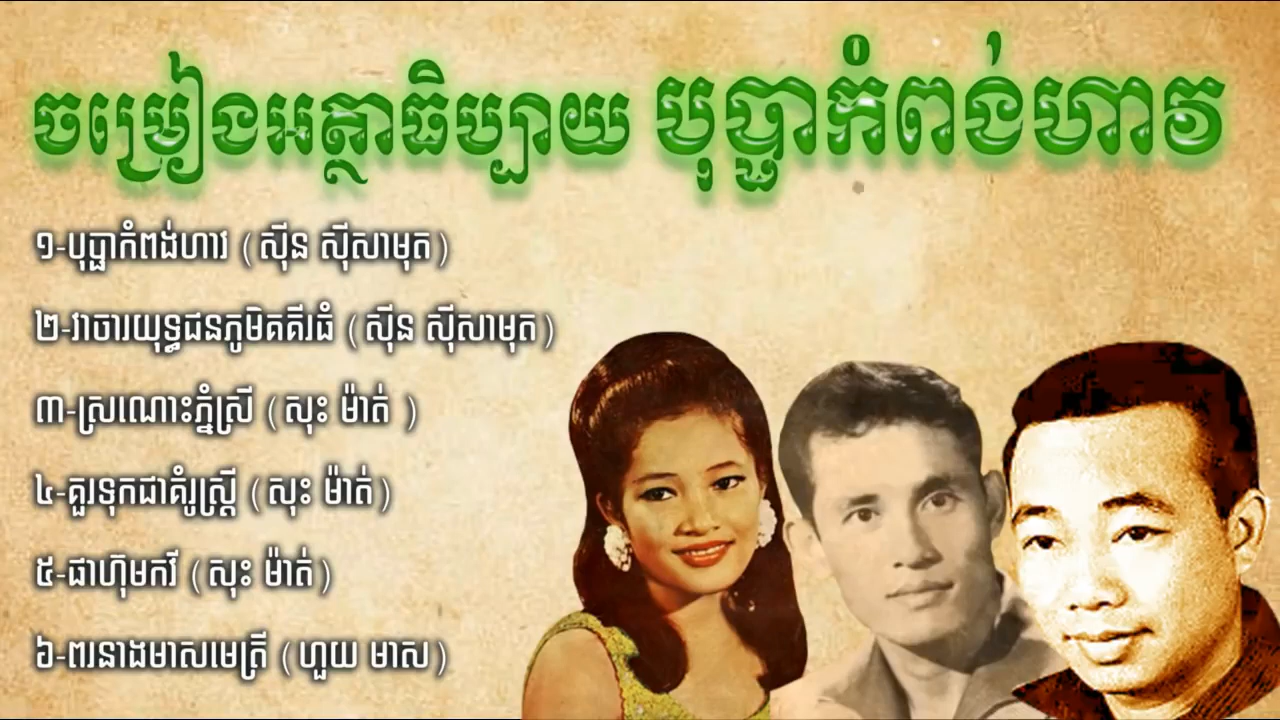 ចម្រៀងអត្ថាធិប្បាយ បុប្ផាកំពង់ហាវ
១-បុប្ផាកំពង់ហាវ (ស៊ីន ស៊ីសាមុត)
២-វាចារយុទ្ធជនភូមិគគីរធំ (ស៊ីន ស៊ីសាមុត)
៣-ស្រណោះភ្នំស្រី (សុះ ម៉ាត់ )
៤-គួរទុកជាគំរូស្ត្រី (សុះ ម៉ាត់)
៥-ផាហ៊ុមកវី (សុះ ម៉ាត់)
៦-ពរនាងមាសមេត្រី (ហួយ មាស)